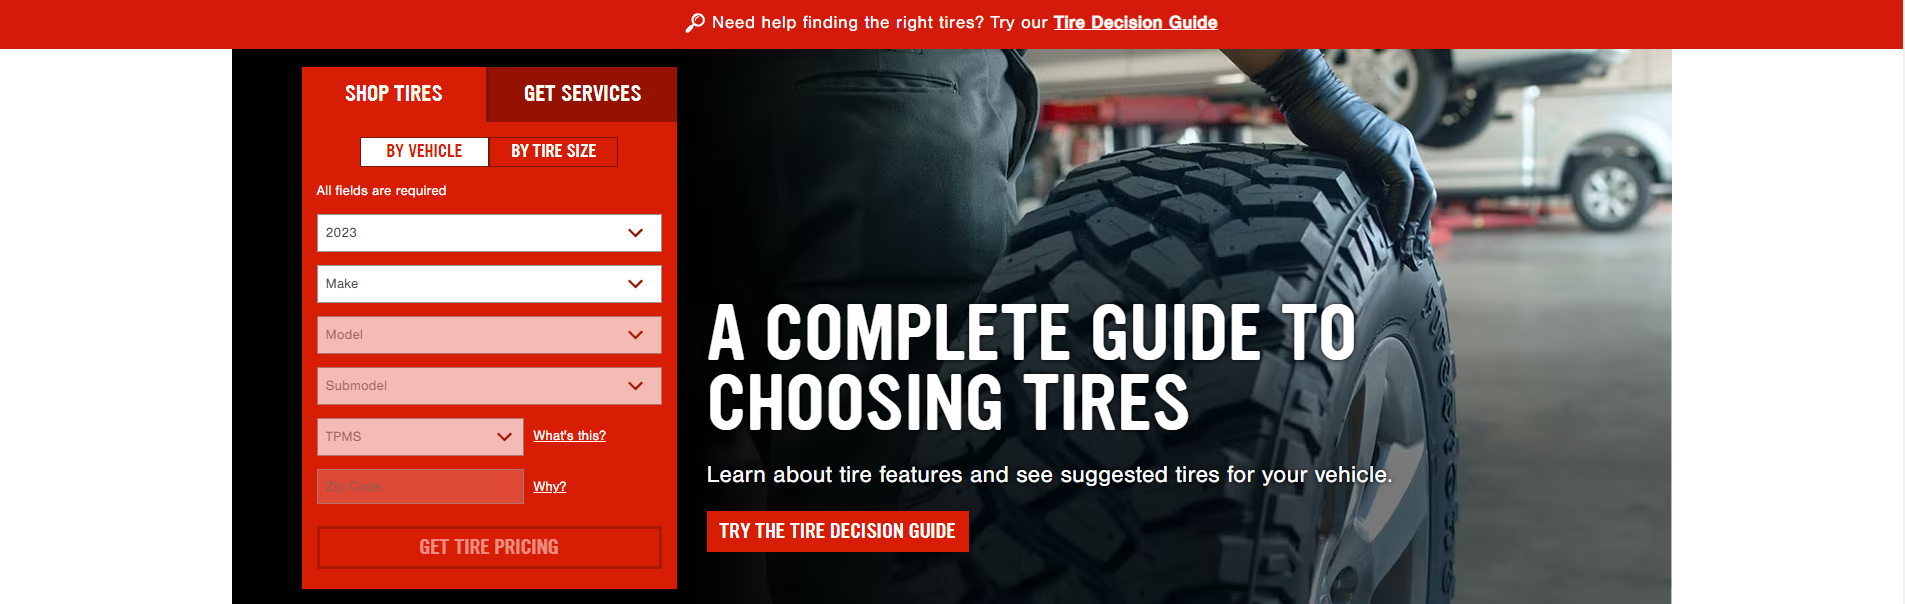 Need help finding the right tires? Try our Tire Decision Guide
SHOP TIRES
GET SERVICES
BY VEHICLE
BY TIRE SIZE
All fields are required
2023
Make
Model
Submodel
TPMS
What's this?
Zip Code
Why?
GET TIRE PRICING
A COMPLETE GUIDE TO
CHOOSING TIRES
Learn about tire features and see suggested tires for your vehicle.
TRY THE TIRE DECISION GUIDE